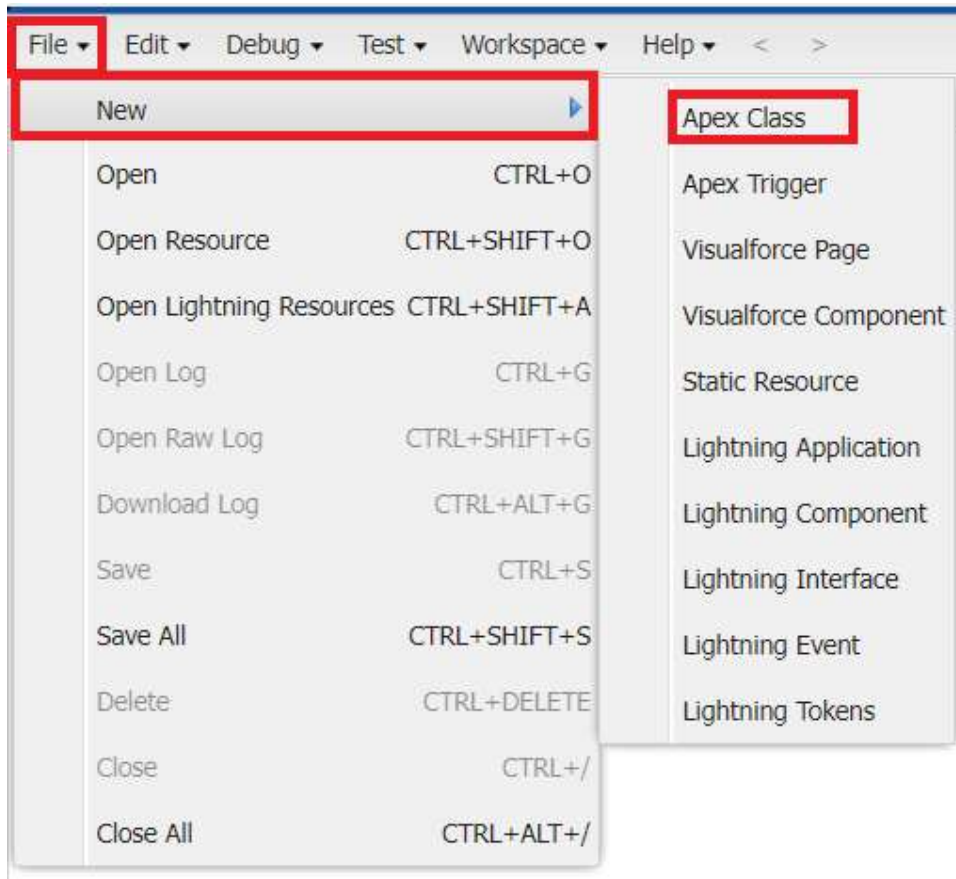 File Edit Debug Test Workspace Help < >
New
Open CTRL+O
Open Resource CTRL+SHIFT+O
Open Lightning Resources CTRL+SHIFT+A
Open Log CTRL+G
Open Raw Log CTRL+SHIFT+G
Download Log CTRL+ALT+G
Save CTRL+S
Save All CTRL+SHIFT+S
Delete CTRL+DELETE
Close CTRL+/
Close All CTRL+ALT+/
Apex Class
Apex Trigger
Visualforce Page
Visualforce Component
Static Resource
Lightning Application
Lightning Component
Lightning Interface
Lightning Event
Lightning Tokens